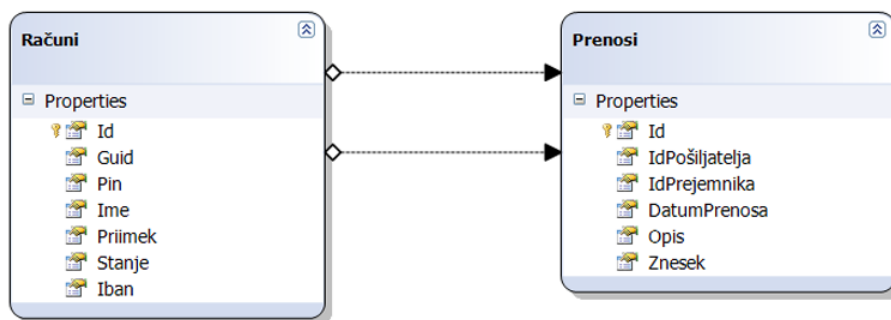 Računi
Properties
Id
Guid
Pin
Ime
Priimek
Stanje
Iban
Prenosi
Properties
Id
IdPošiljatelja
IdPrejemnika
DatumPrenosa
Opis
Znesek